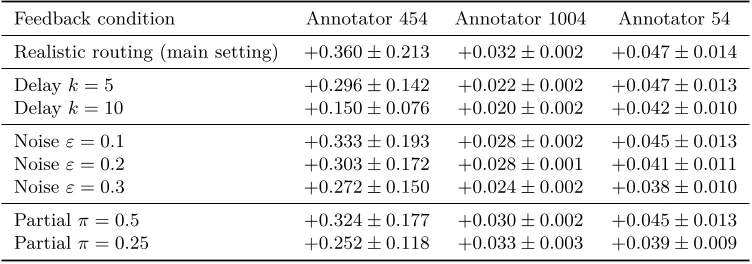 Feedback condition Annotator 454 Annotator 1004 Annotator 54
Realistic routing (main setting) +0.360 ± 0.213 +0.032 ± 0.002 +0.047 ± 0.014
Delay k = 5 +0.296 ± 0.142 +0.022 ± 0.002 +0.047 ± 0.013
Delay k = 10 +0.150 ± 0.076 +0.020 ± 0.002 +0.042 ± 0.010
Noise ε = 0.1 +0.333 ± 0.193 +0.028 ± 0.002 +0.045 ± 0.013
Noise ε = 0.2 +0.303 ± 0.172 +0.028 ± 0.001 +0.041 ± 0.011
Noise ε = 0.3 +0.272 ± 0.150 +0.024 ± 0.002 +0.038 ± 0.010
Partial π = 0.5 +0.324 ± 0.177 +0.030 ± 0.002 +0.045 ± 0.013
Partial π = 0.25 +0.252 ± 0.118 +0.033 ± 0.003 +0.039 ± 0.009